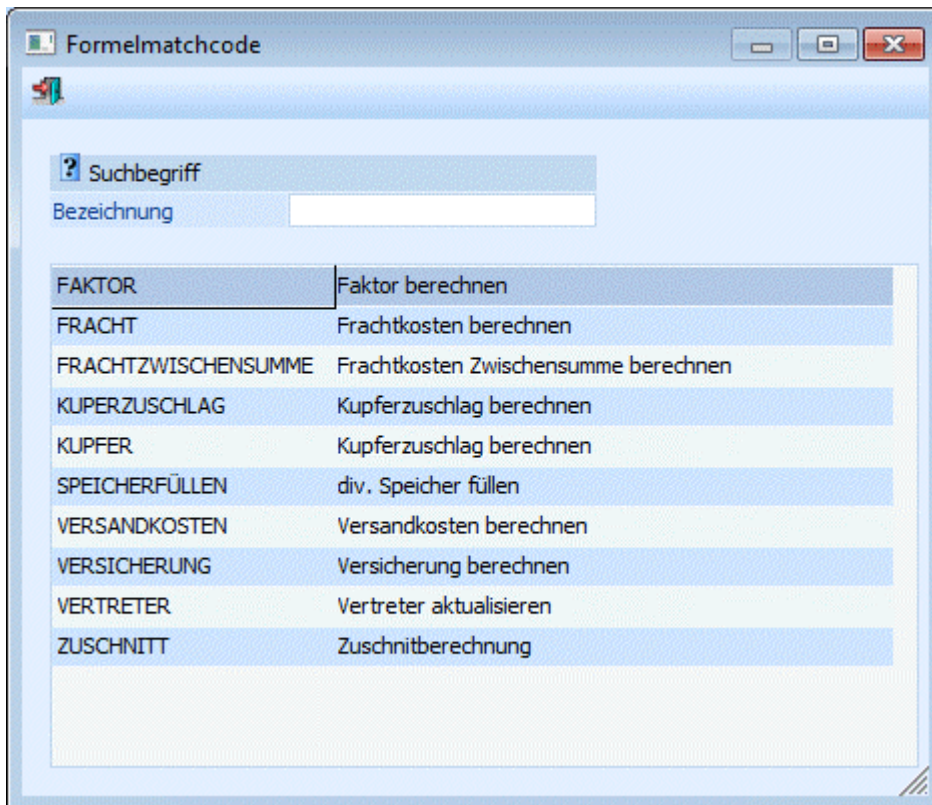 Formelmatchcode
Suchbegriff
Bezeichnung
FAKTOR Faktor berechnen
FRACHT Frachtkosten berechnen
FRACHTZWISCHENSUMME Frachtkosten Zwischensumme berechnen
KUPERZUSCHLAG Kupferzuschlag berechnen
KUPFER Kupferzuschlag berechnen
SPEICHERFÜLLEN div. Speicher füllen
VERSANDKOSTEN Versandkosten berechnen
VERSICHERUNG Versicherung berechnen
VERTRETER Vertreter aktualisieren
ZUSCHNITT Zuschnitberechnung